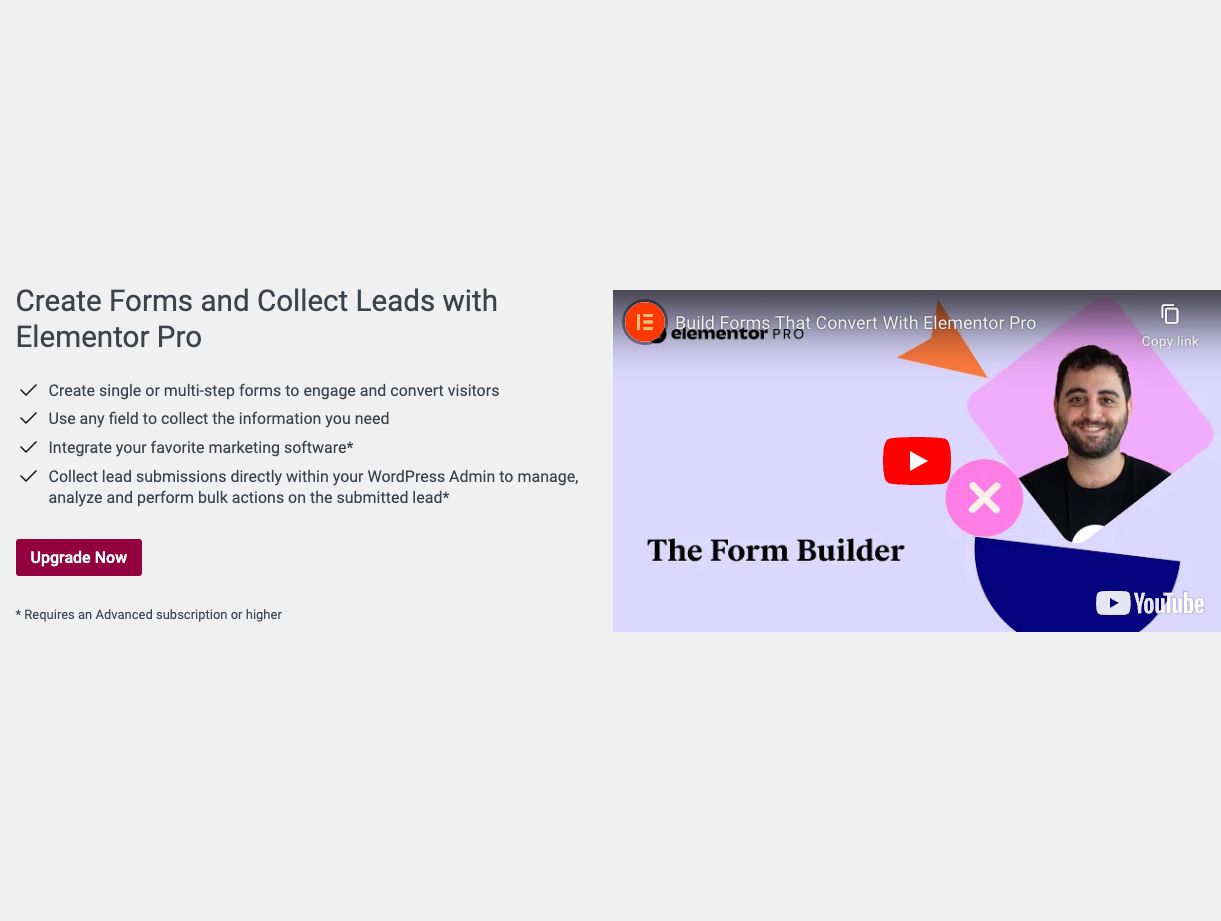 Create Forms and Collect Leads with
Elementor Pro
Create single or multi-step forms to engage and convert visitors
Use any field to collect the information you need
Integrate your favorite marketing software*
Collect lead submissions directly within your WordPress Admin to manage,
analyze and perform bulk actions on the submitted lead*
Upgrade Now
* Requires an Advanced subscription or higher
Build Forms That Convert With Elementor Pro
Copy link
elementor PRO
The Form Builder
YouTube